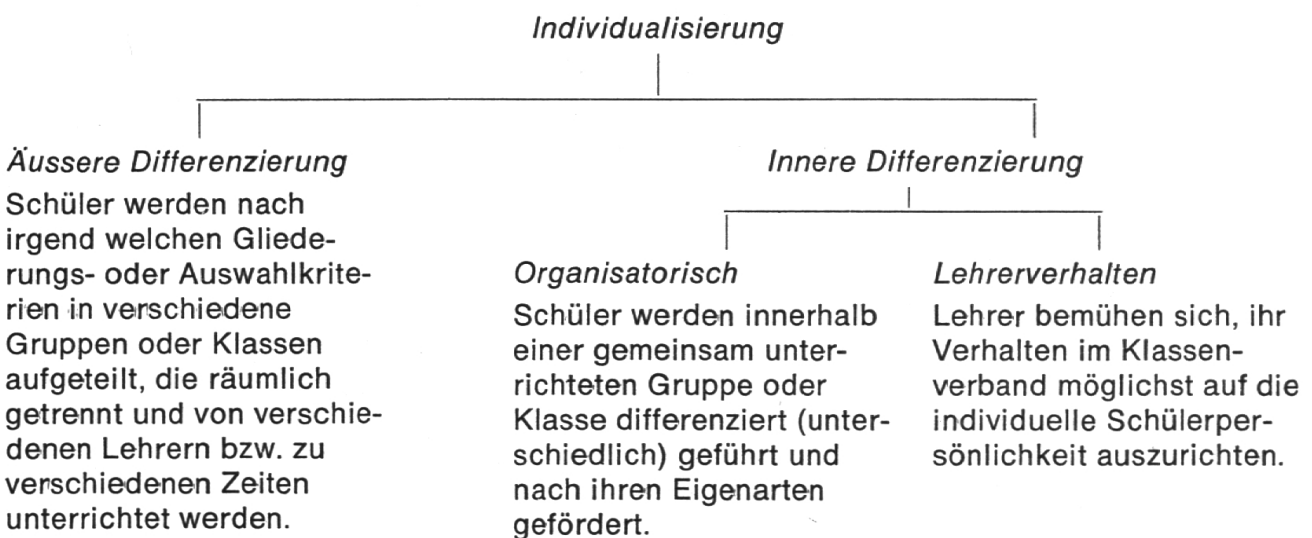 Individualisierung
Äussere Differenzierung
Schüler werden nach
irgend welchen Gliede-
rungs- oder Auswahlkrite-
rien in verschiedene
Gruppen oder Klassen
aufgeteilt, die räumlich
getrennt und von verschie-
denen Lehrern bzw. zu
verschiedenen Zeiten
unterrichtet werden.
Innere Differenzierung
Organisatorisch
Schüler werden innerhalb
einer gemeinsam unter-
richteten Gruppe oder
Klasse differenziert (unter-
schiedlich) geführt und
nach ihren Eigenarten
gefördert.
Lehrerverhalten
Lehrer bemühen sich, ihr
Verhalten im Klassen-
verband möglichst auf die
individuelle Schülerper-
sönlichkeit auszurichten.